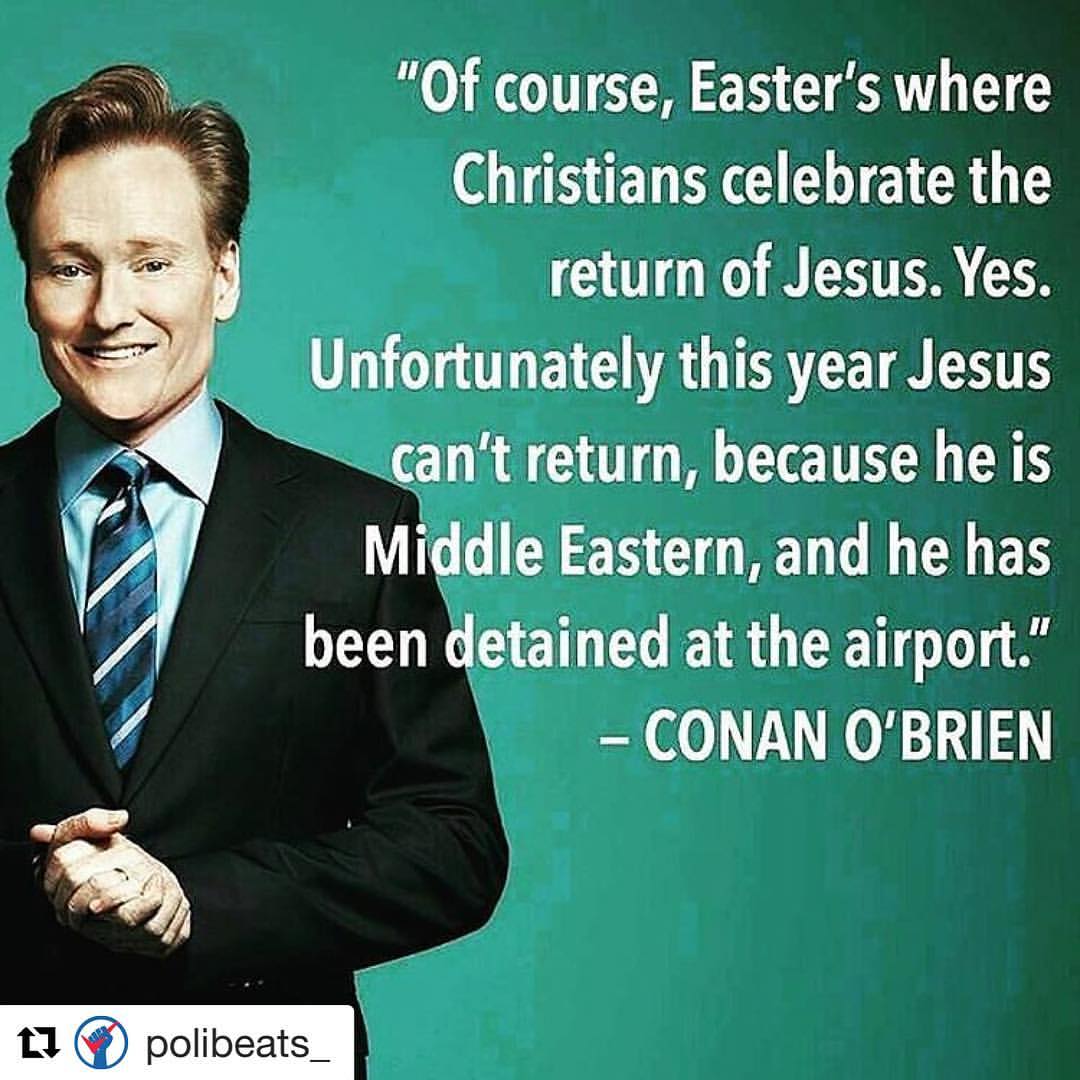 “Of course, Easter’s where
Christians celebrate the
return of Jesus. Yes.
Unfortunately this year Jesus
can’t return, because he is
Middle Eastern, and he has
been detained at the airport.”
– CONAN O’BRIEN
polibeats_